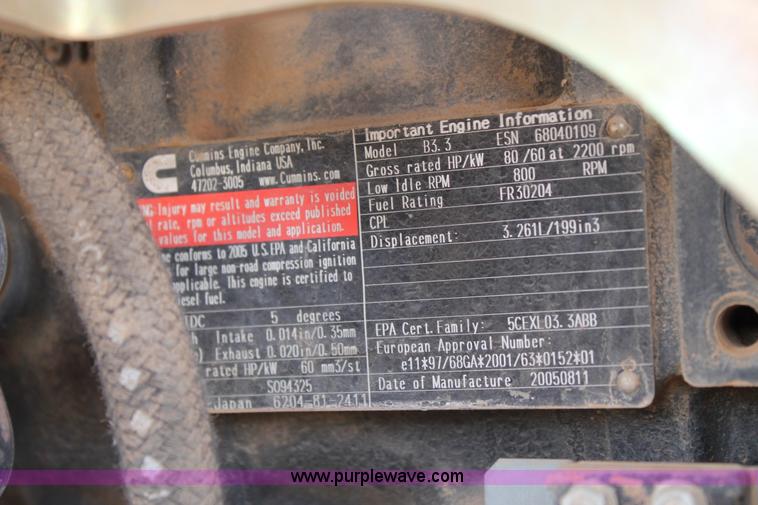 Cummins Engine Company, Inc.
Columbus, Indiana USA
47202-3005 www.Cummins.com
NG Injury may result and warranty is voided
l rate, rpm or altitudes exceed published
values for this model and application.
ne conforms to 2005 U.S.EPA and California
for large non-road compression ignition
pplicable. This engine is certified to
iesel fuel.
TDC 5 degrees
h Intake 0.014in/0.35mm
) Exhaust 0.020in/0.50mm
rated HP/kW 60 mm3/st
SO94325
Japan 6204-81-2411
Important Engine Information
Model B3.3 ESN 68040109
Gross rated HP/kW 80/60 at 2200 rpm
Low Idle RPM 800 RPM
Fuel Rating FR30204
CPL
Displacement: 3.261L/199in3
EPA Cert.Family: 5CEXL03.3ABB
European Approval Number:
e11*97/68GA*2001/63*0152*01
Date of Manufacture 20050811
www.purplewave.com